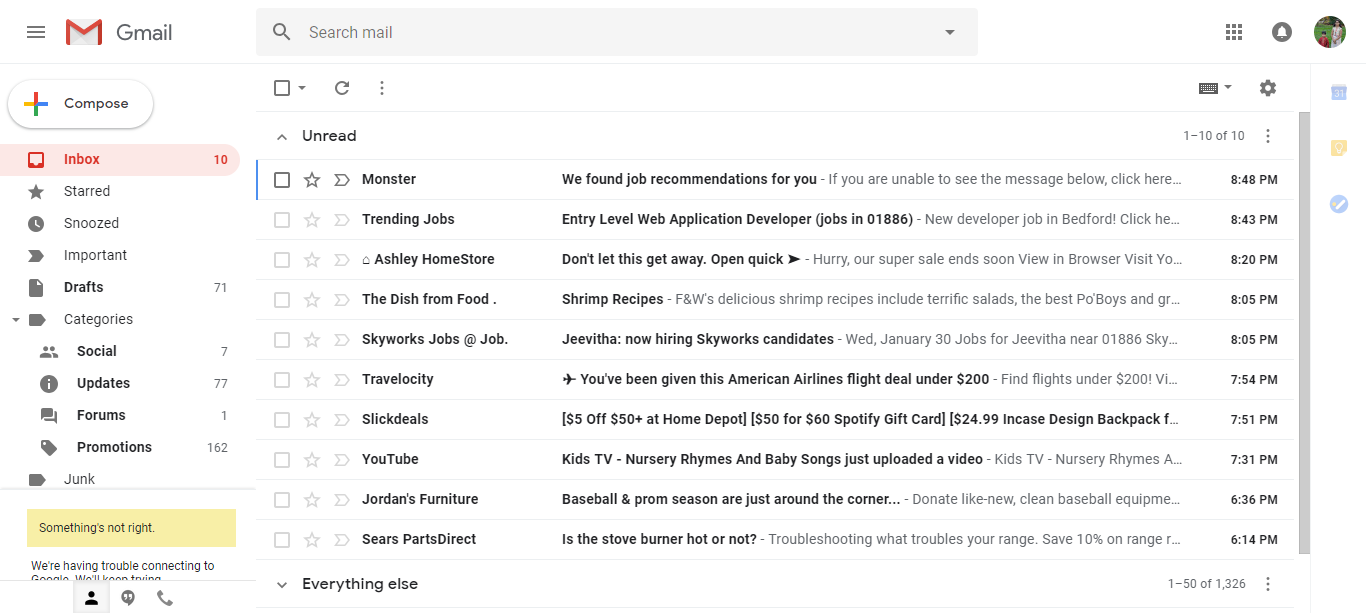 Gmail
Search mail
Compose
Inbox 10
Starred
Snoozed
Important
Drafts 71
Categories
Social 7
Updates 77
Forums 1
Promotions 162
Junk
Something's not right.
We're having trouble connecting to
Google. We'll keep trying
31
Unread 1–10 of 10
Monster We found job recommendations for you - If you are unable to see the message below, click here… 8:48 PM
Trending Jobs Entry Level Web Application Developer (jobs in 01886) - New developer job in Bedford! Click he… 8:43 PM
⌂ Ashley HomeStore Don't let this get away. Open quick ➤ - Hurry, our super sale ends soon View in Browser Visit Yo… 8:20 PM
The Dish from Food . Shrimp Recipes - F&W's delicious shrimp recipes include terrific salads, the best Po'Boys and gr… 8:05 PM
Skyworks Jobs @ Job. Jeevitha: now hiring Skyworks candidates - Wed, January 30 Jobs for Jeevitha near 01886 Sky… 8:05 PM
Travelocity ✈ You've been given this American Airlines flight deal under $200 - Find flights under $200! Vi… 7:54 PM
Slickdeals [$5 Off $50+ at Home Depot] [$50 for $60 Spotify Gift Card] [$24.99 Incase Design Backpack f… 7:51 PM
YouTube Kids TV - Nursery Rhymes And Baby Songs just uploaded a video - Kids TV - Nursery Rhymes A… 7:31 PM
Jordan's Furniture Baseball & prom season are just around the corner... - Donate like-new, clean baseball equipme… 6:36 PM
Sears PartsDirect Is the stove burner hot or not? - Troubleshooting what troubles your range. Save 10% on range r… 6:14 PM
Everything else 1–50 of 1,326